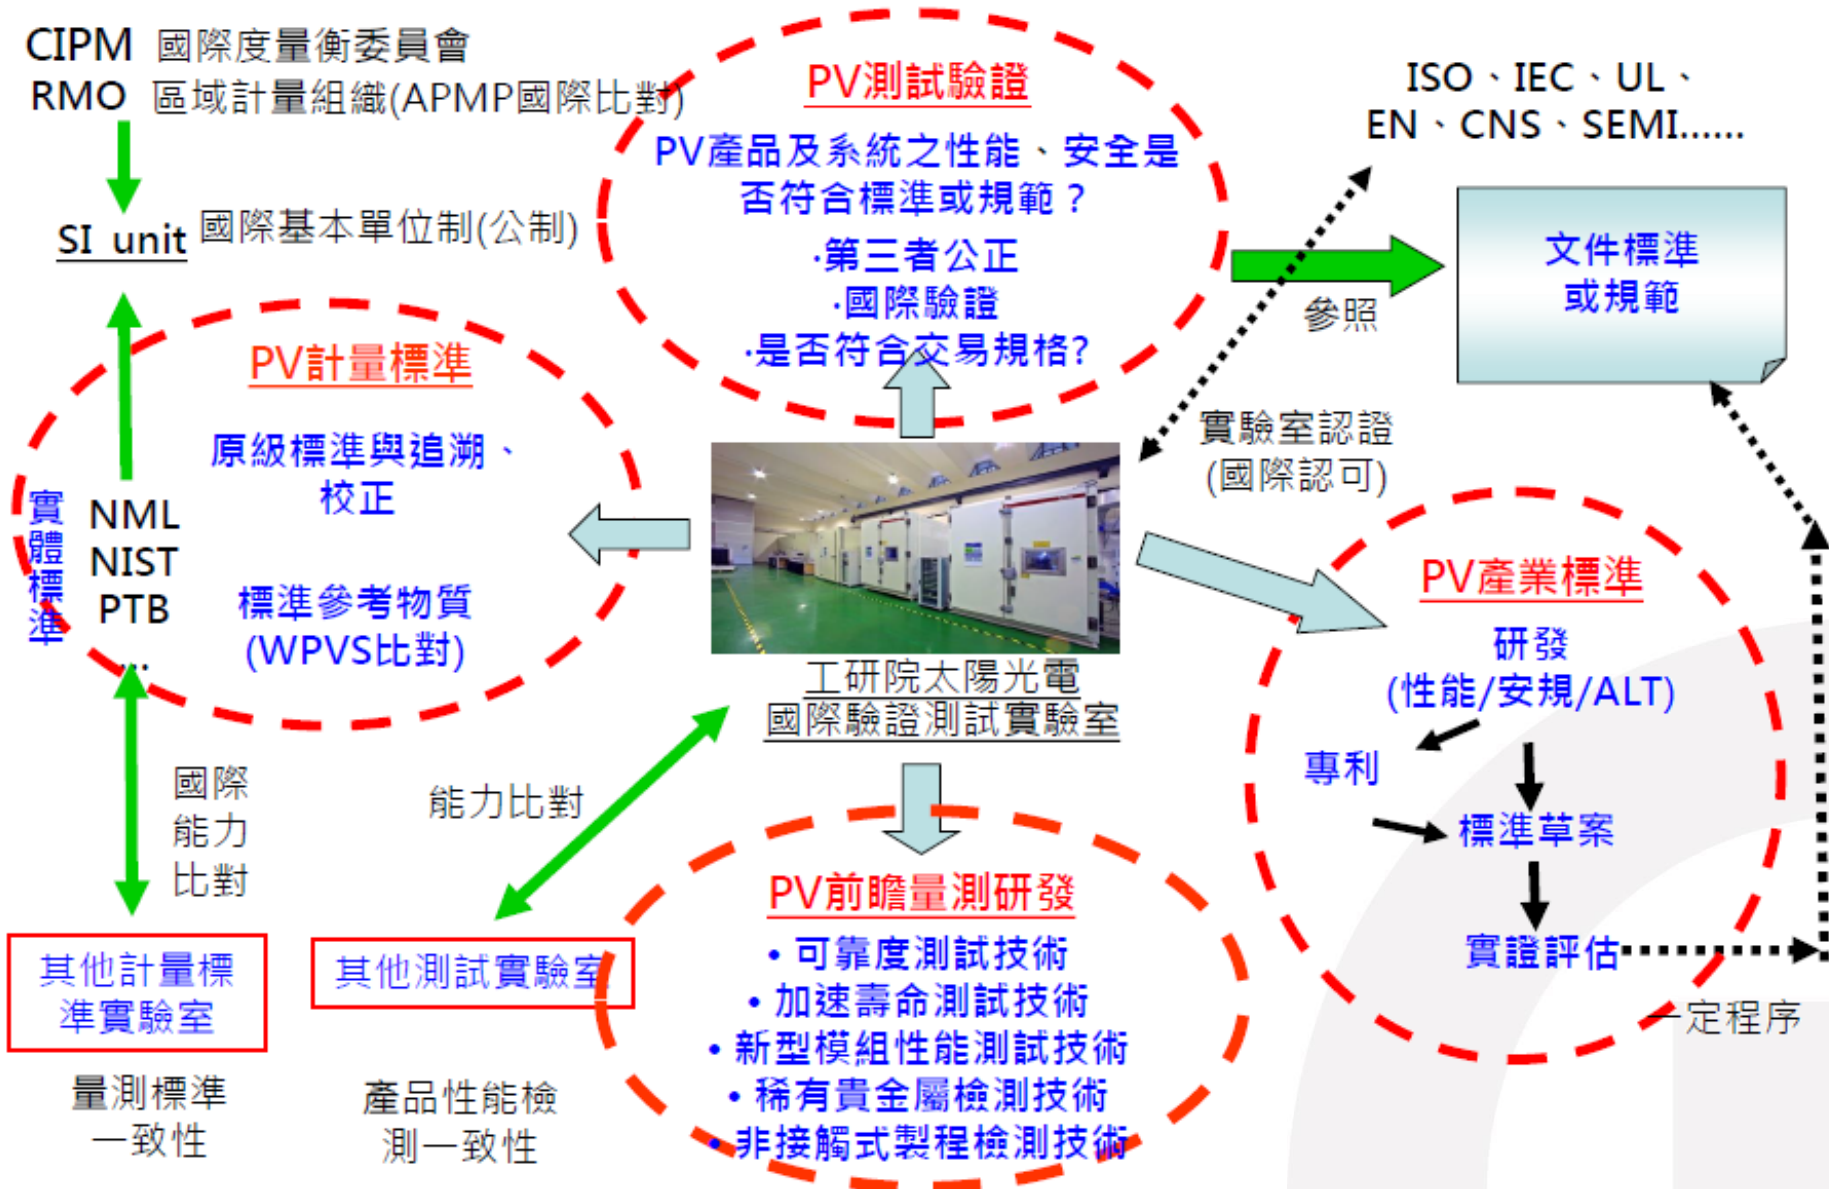 CIPM 國際度量衡委員會
RMO 區域計量組織(APMP國際比對)
SI unit 國際基本單位制(公制)
PV測試驗證
PV產品及系統之性能、安全是
否符合標準或規範？
·第三者公正
·國際驗證
·是否符合交易規格?
ISO、IEC、UL、
EN、CNS、SEMI......
文件標準
或規範
參照
實驗室認證
(國際認可)
PV計量標準
原級標準與追溯、
校正
標準參考物質
(WPVS比對)
實體標準
NML
NIST
PTB
...
工研院太陽光電
國際驗證測試實驗室
PV產業標準
研發
(性能/安規/ALT)
專利
標準草案
實證評估
一定程序
國際
能力
比對
能力比對
其他計量標
準實驗室
量測標準
一致性
其他測試實驗室
產品性能檢
測一致性
PV前瞻量測研發
• 可靠度測試技術
• 加速壽命測試技術
• 新型模組性能測試技術
• 稀有貴金屬檢測技術
• 非接觸式製程檢測技術